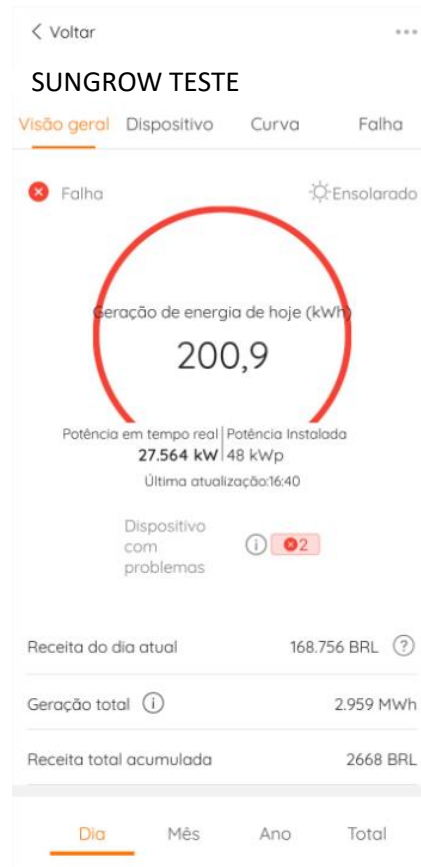 Voltar
SUNGROW TESTE
Visão geral Dispositivo Curva Falha
Falha Ensolarado
Geração de energia de hoje (kWh)
200,9
Potência em tempo real Potência Instalada
27.564 kW 48 kWp
Última atualização:16:40
Dispositivo
com
problemas
2
Receita do dia atual 168.756 BRL
Geração total 2.959 MWh
Receita total acumulada 2668 BRL
Dia Mês Ano Total